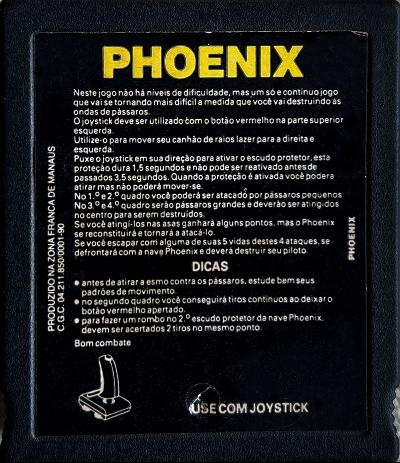 PHOENIX
Neste jogo não há níveis de dificuldade, mas um só e contínuo jogo
que vai se tornando mais difícil a medida que você vai destruindo ás
ondas de pássaros.
O joystick deve ser utilizado com o botão vermelho na parte superior
esquerda.
Utilize-o para mover seu canhão de raios lazer para a direita e
esquerda.
Puxe o joystick em sua direção para ativar o escudo protetor, esta
proteção dura 1,5 segundos e não pode ser reativado antes de
passados 3,5 segundos. Quando a proteção é ativada você poderá
atirar mas não poderá mover-se.
No 1.º e 2.º quadro você poderá ser atacado por pássaros pequenos.
No 3.º e 4.º quadro serão pássaros grandes e deverão ser atingidos
no centro para serem destruídos.
Se você atingi-los nas asas ganhará alguns pontos, mas o Phoenix
se reconstituirá e tornará a atacá-lo.
Se você escapar com alguma de suas 5 vidas destes 4 ataques, se
defrontará com a nave Phoenix e deverá destruir seu piloto.
DICAS
• antes de atirar a esmo contra os pássaros, estude bem seus
padrões de movimento.
• no segundo quadro você conseguirá tiros contínuos ao deixar o
botão vermelho apertado.
• para fazer um rombo no 2.º escudo protetor da nave Phoenix,
devem ser acertados 2 tiros no mesmo ponto.
Bom combate
USE COM JOYSTICK
PRODUZIDO NA ZONA FRANCA DE MANAUS
C.G.C. 04.211.850/0001-90
PHOENIX